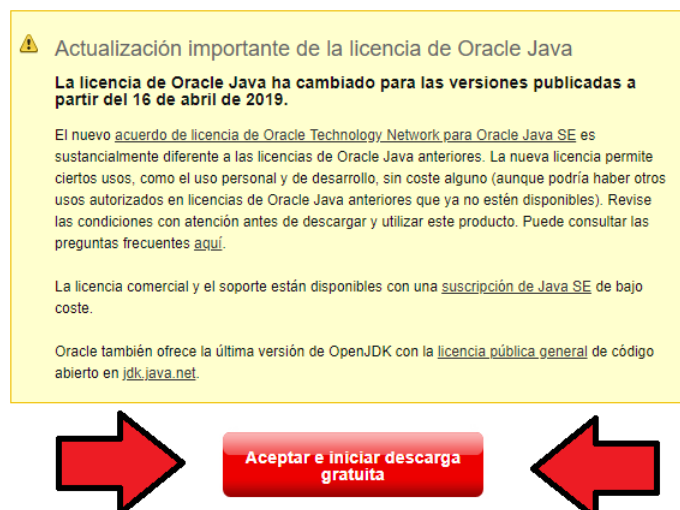 Actualización importante de la licencia de Oracle Java
La licencia de Oracle Java ha cambiado para las versiones publicadas a
partir del 16 de abril de 2019.
El nuevo acuerdo de licencia de Oracle Technology Network para Oracle Java SE es
sustancialmente diferente a las licencias de Oracle Java anteriores. La nueva licencia permite
ciertos usos, como el uso personal y de desarrollo, sin coste alguno (aunque podría haber otros
usos autorizados en licencias de Oracle Java anteriores que ya no estén disponibles). Revise
las condiciones con atención antes de descargar y utilizar este producto. Puede consultar las
preguntas frecuentes aquí.
La licencia comercial y el soporte están disponibles con una suscripción de Java SE de bajo
coste.
Oracle también ofrece la última versión de OpenJDK con la licencia pública general de código
abierto en jdk.java.net.
Aceptar e iniciar descarga
gratuita